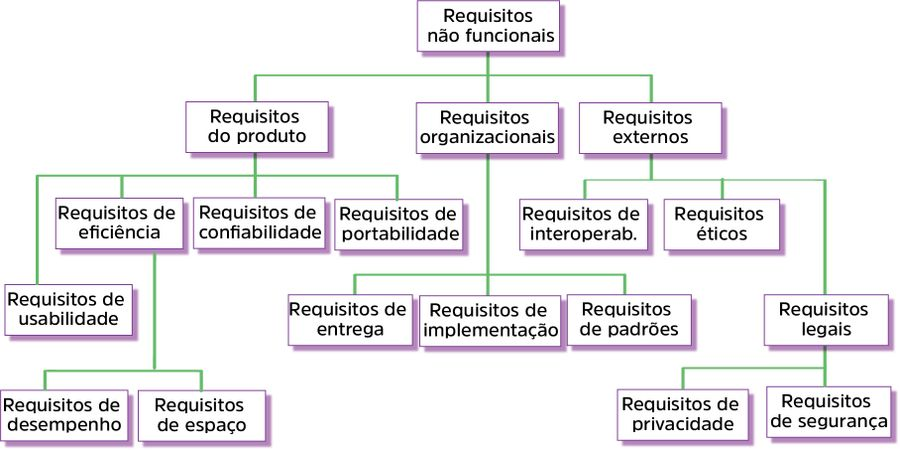 Requisitos
não funcionais
Requisitos
do produto
Requisitos
organizacionais
Requisitos
externos
Requisitos de
eficiência
Requisitos de
confiabilidade
Requisitos de
portabilidade
Requisitos de
interoperab.
Requisitos
éticos
Requisitos de
usabilidade
Requisitos de
entrega
Requisitos de
implementação
Requisitos
de padrões
Requisitos
legais
Requisitos de
desempenho
Requisitos
de espaço
Requisitos de
privacidade
Requisitos
de segurança